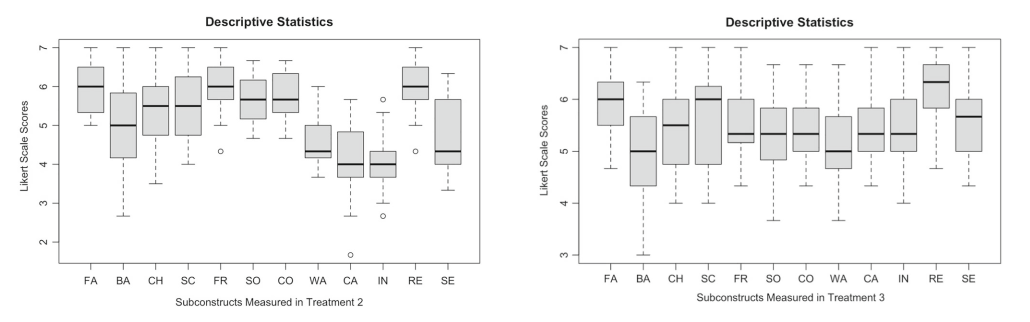 Descriptive Statistics
7
6
5
4
3
2
Likert Scale Scores
FA BA CH SC FR SO CO WA CA IN RE SE
Subconstructs Measured in Treatment 2
Descriptive Statistics
7
6
5
4
3
Likert Scale Scores
FA BA CH SC FR SO CO WA CA IN RE SE
Subconstructs Measured in Treatment 3